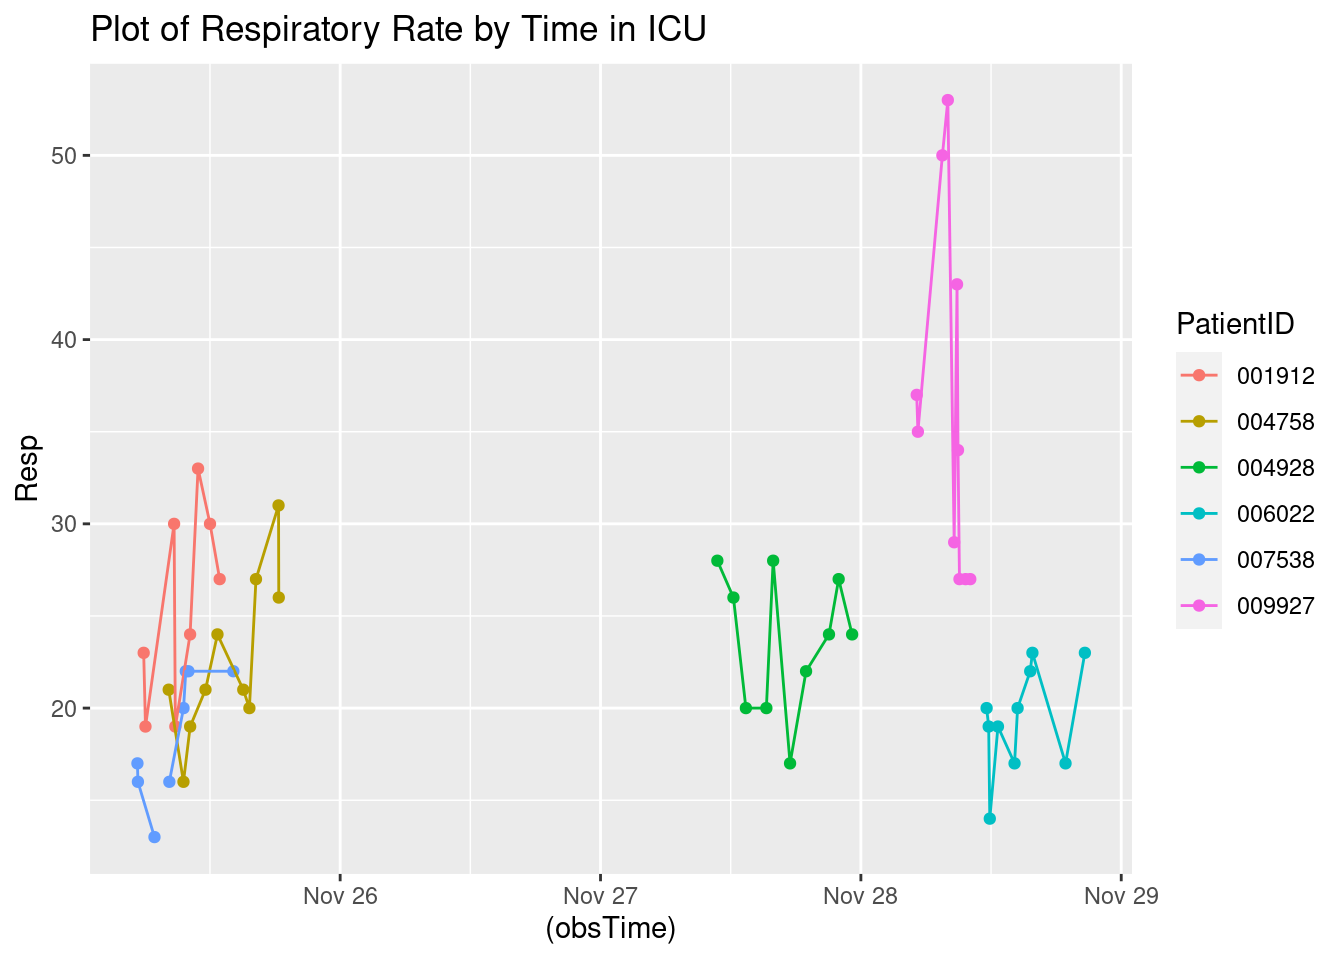 Plot of Respiratory Rate by Time in ICU
50
40
30
20
Resp
Nov 26
Nov 27
Nov 28
Nov 29
(obsTime)
PatientID
001912
004758
004928
006022
007538
009927